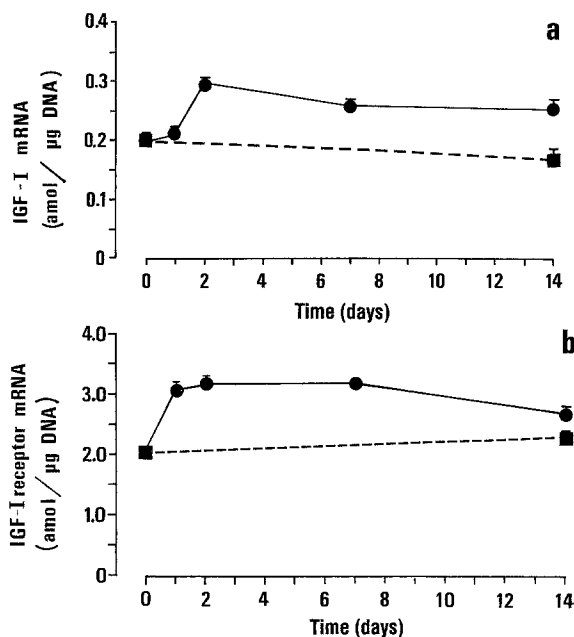 a
0.4
0.3
0.2
0.1
0
IGF-I mRNA
(amol/µg DNA)
0 2 4 6 8 10 12 14
Time (days)
b
4.0
3.0
2.0
1.0
0
IGF-I receptor mRNA
(amol/µg DNA)
0 2 4 6 8 10 12 14
Time (days)